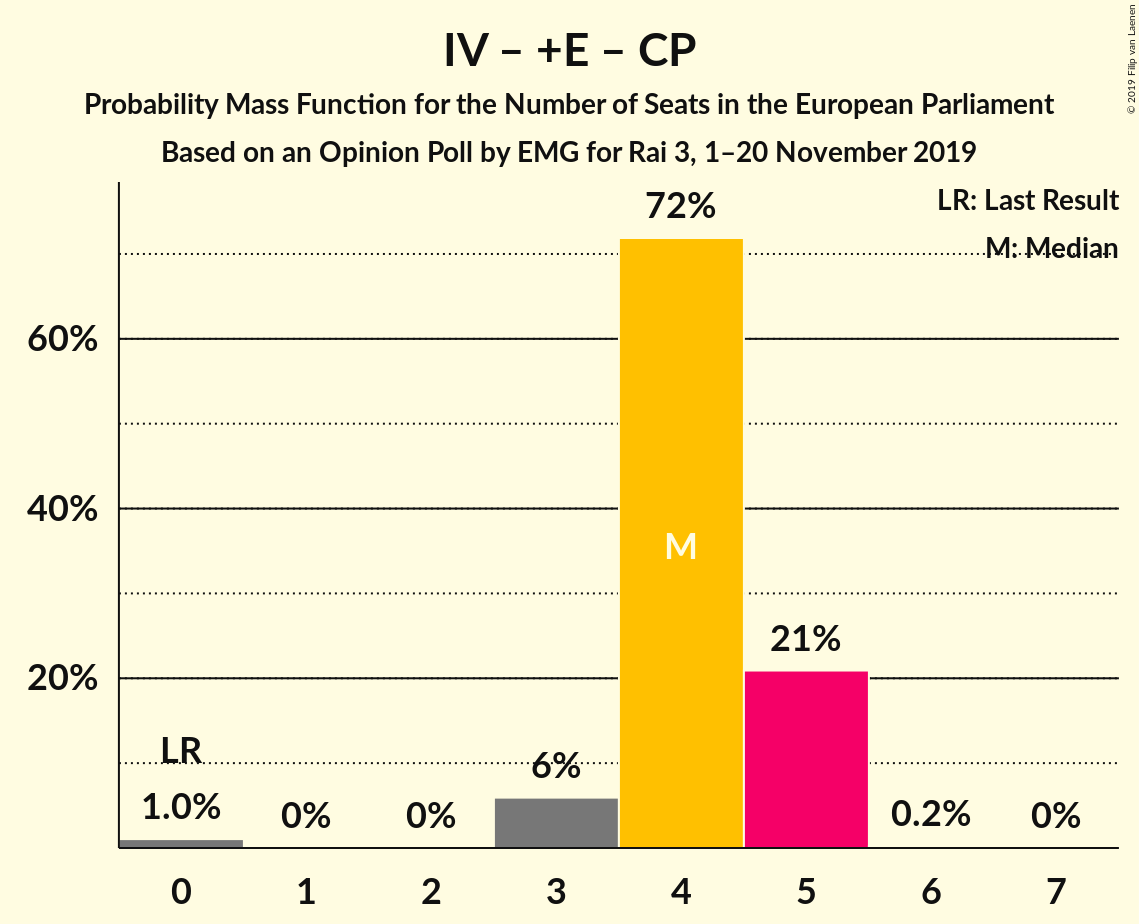 IV – +E – CP
Probability Mass Function for the Number of Seats in the European Parliament
Based on an Opinion Poll by EMG for Rai 3, 1–20 November 2019
© 2019 Filip van Laenen
LR: Last Result
M: Median
72%
60%
40%
M
21%
20%
LR
6%
1.0%
0%
0%
0.2%
0%
0
1
2
3
4
5
6
7